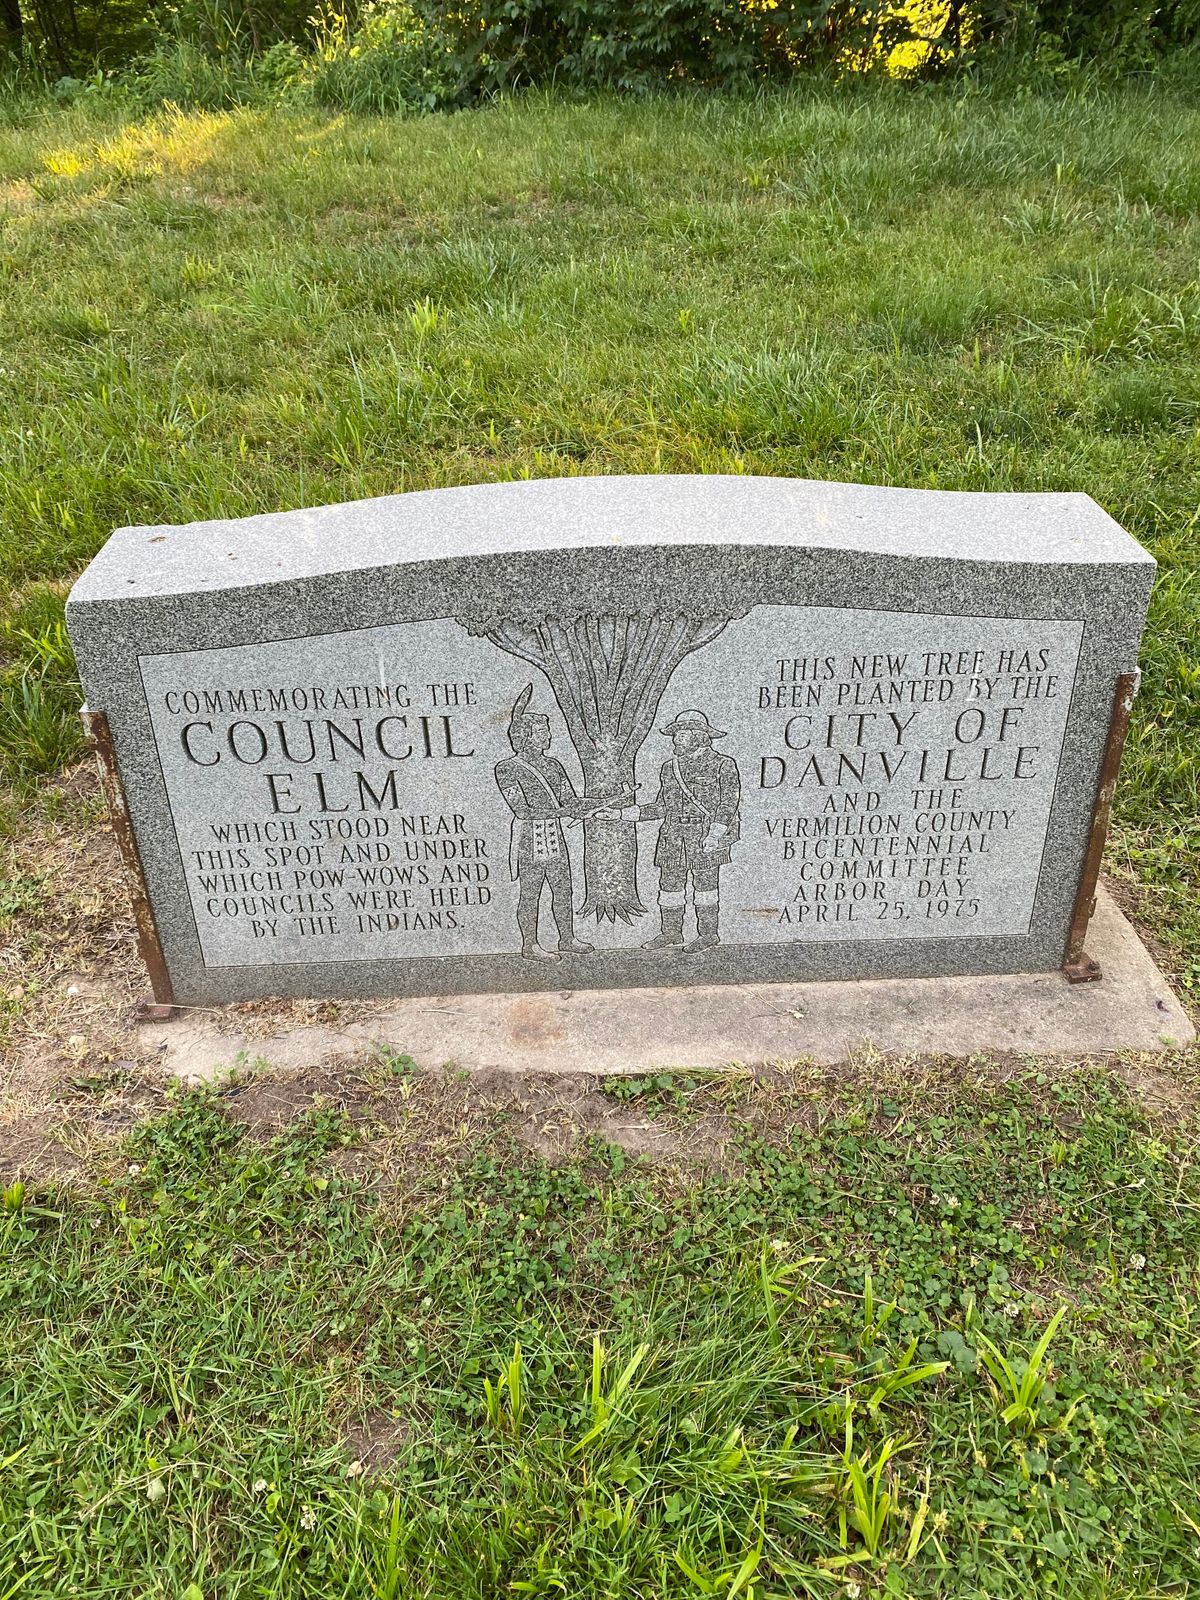 COMMEMORATING THE
COUNCIL
ELM
WHICH STOOD NEAR
THIS SPOT AND UNDER
WHICH POW-WOWS AND
COUNCILS WERE HELD
BY THE INDIANS.
THIS NEW TREE HAS
BEEN PLANTED BY THE
CITY OF
DANVILLE
AND THE
VERMILION COUNTY
BICENTENNIAL
COMMITTEE
ARBOR DAY
APRIL 25, 1975